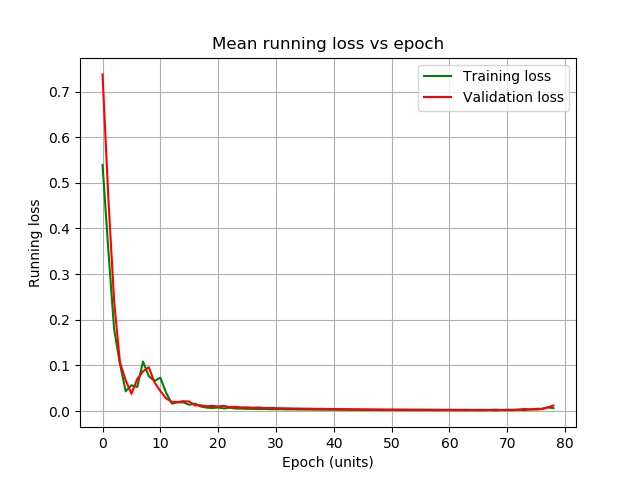 Mean running loss vs epoch
Training loss
Validation loss
0.7
0.6
0.5
0.4
0.3
0.2
0.1
0.0
Running loss
0 10 20 30 40 50 60 70 80
Epoch (units)